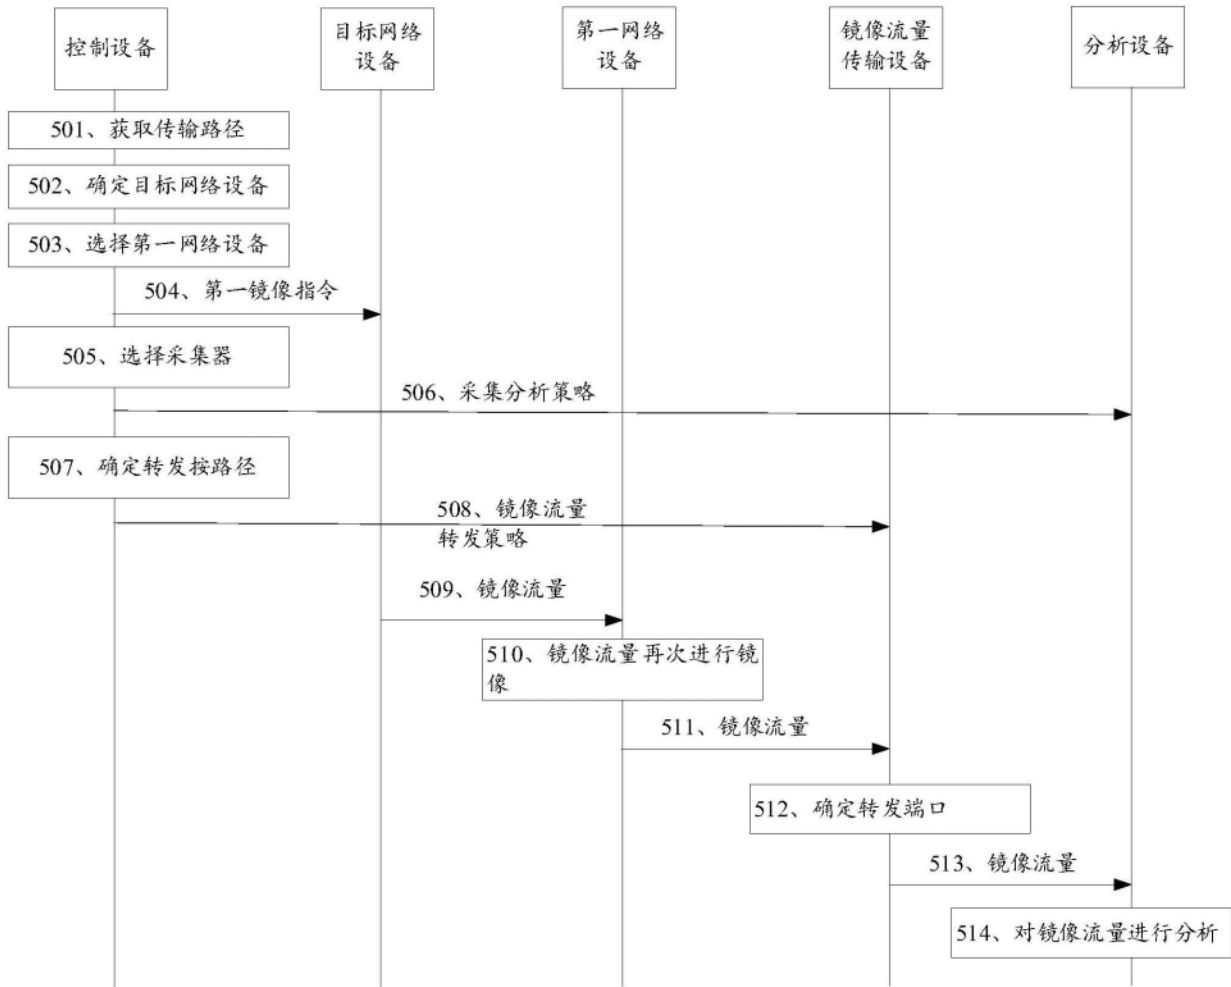 控制设备
目标网络
设备
第一网络
设备
镜像流量
传输设备
分析设备
501、获取传输路径
502、确定目标网络设备
503、选择第一网络设备
504、第一镜像指令
505、选择采集器
506、采集分析策略
507、确定转发按路径
508、镜像流量
转发策略
509、镜像流量
510、镜像流量再次进行镜
像
511、镜像流量
512、确定转发端口
513、镜像流量
514、对镜像流量进行分析